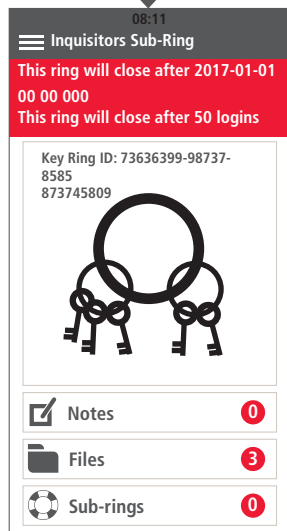 08:11
Inquisitors Sub-Ring
This ring will close after 2017-01-01
00 00 000
This ring will close after 50 logins
Key Ring ID: 73636399-98737-
8585
873745809
Notes 0
Files 3
Sub-rings 0